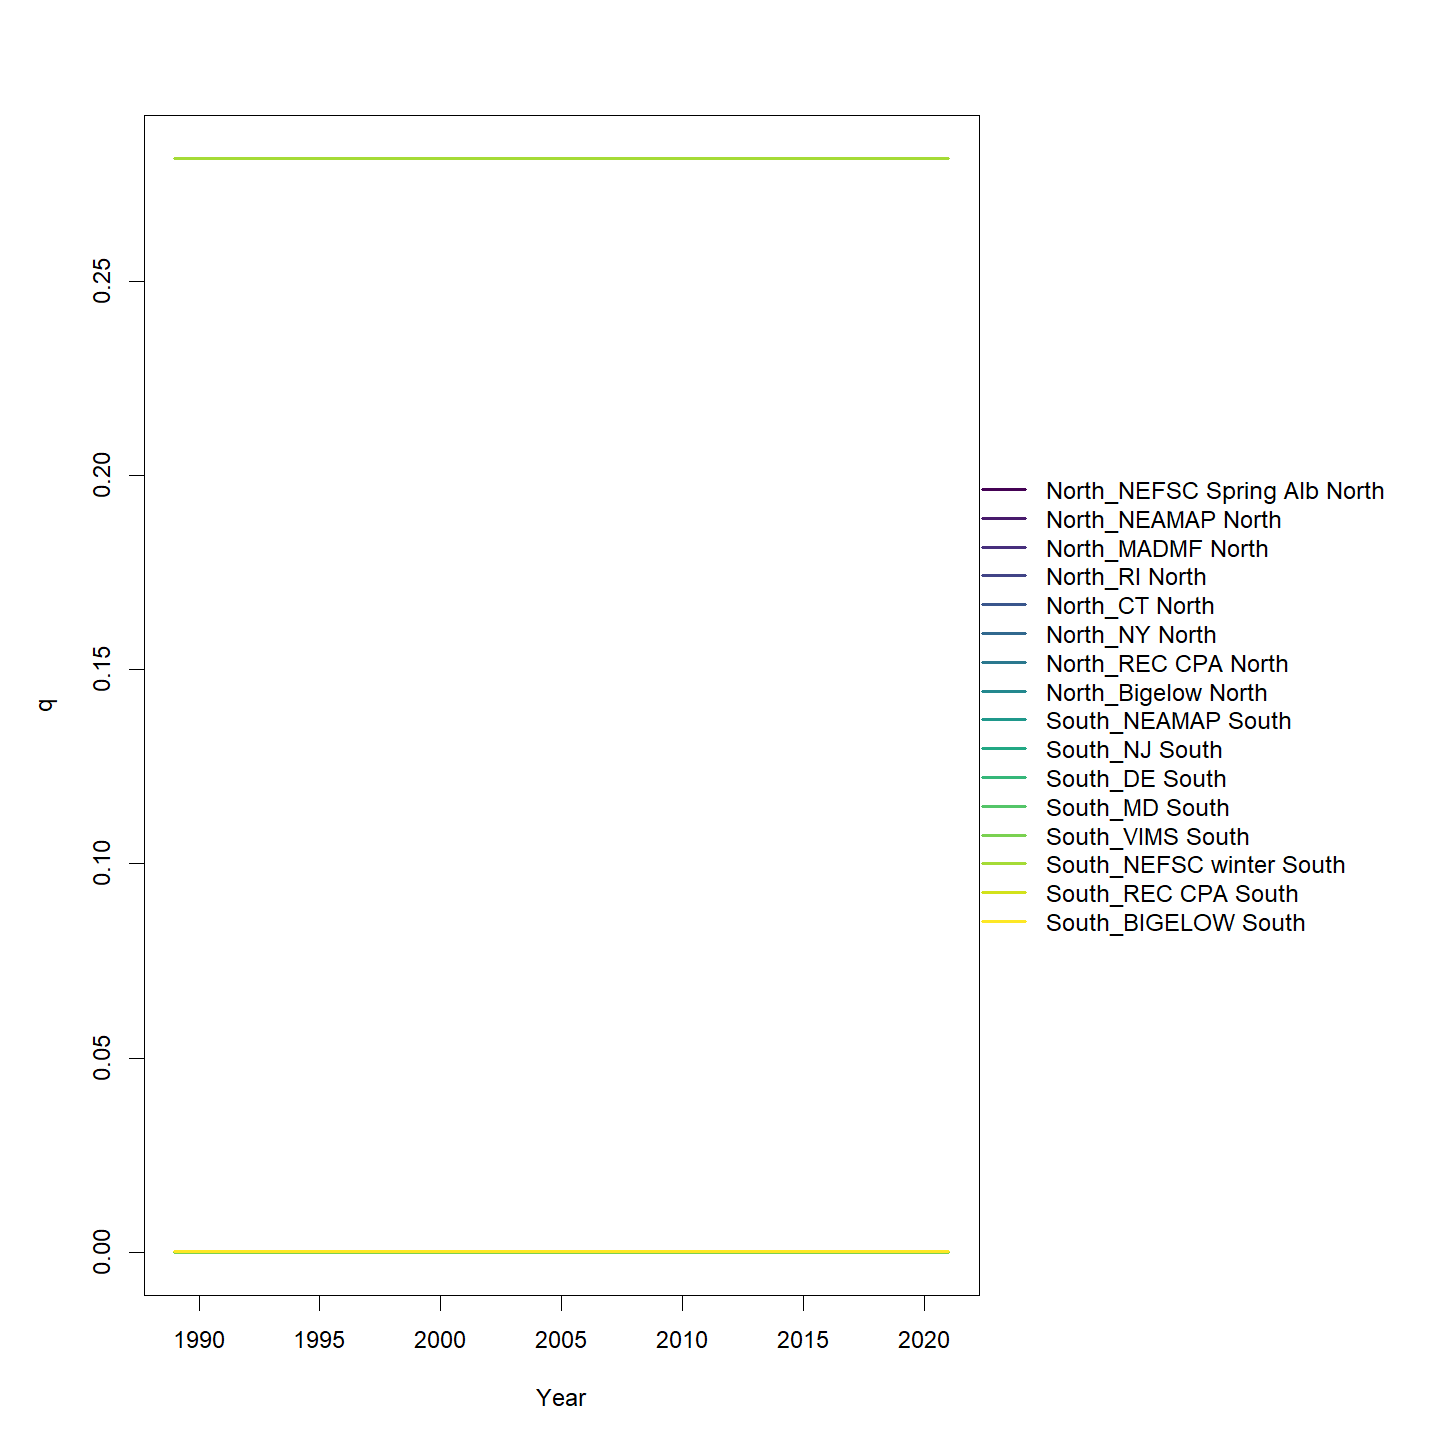 q
0.25
0.20
0.15
0.10
0.05
0.00
1990 1995 2000 2005 2010 2015 2020
Year
North_NEFSC Spring Alb North
North_NEAMAP North
North_MADMF North
North_RI North
North_CT North
North_NY North
North_REC CPA North
North_Bigelow North
South_NEAMAP South
South_NJ South
South_DE South
South_MD South
South_VIMS South
South_NEFSC winter South
South_REC CPA South
South_BIGELOW South